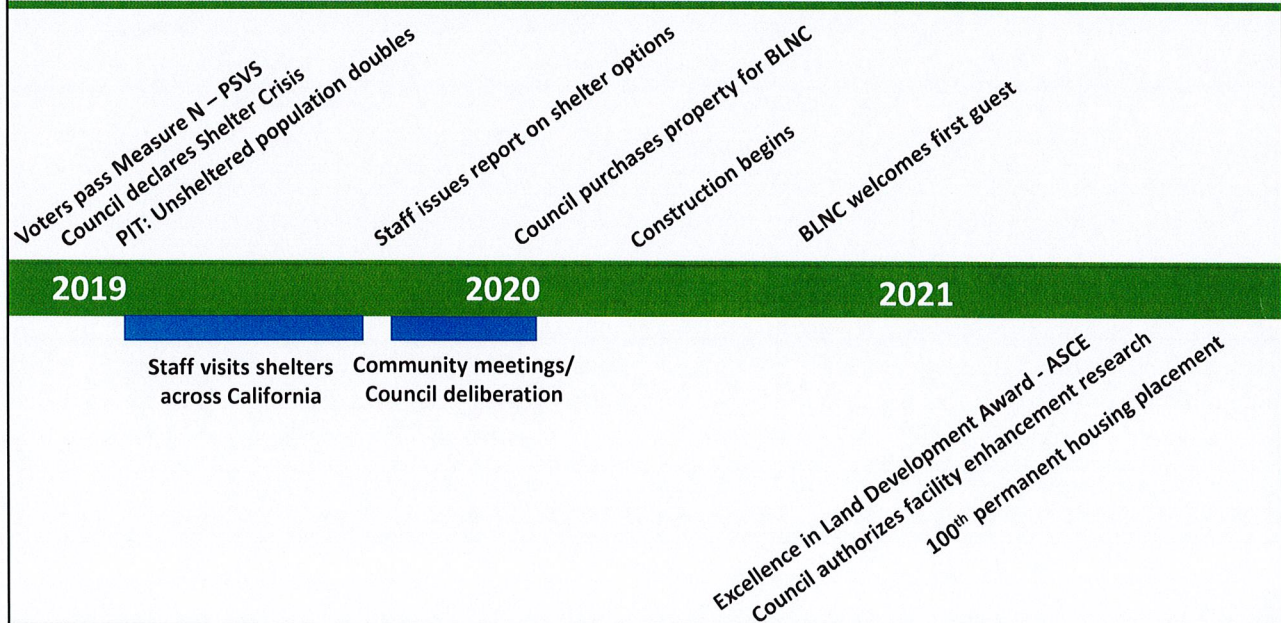 Voters pass Measure N – PSVS
Council declares Shelter Crisis
PIT: Unsheltered population doubles
Staff issues report on shelter options
Council purchases property for BLNC
Construction begins
BLNC welcomes first guest
2019
2020
2021
Staff visits shelters
across California
Community meetings/
Council deliberation
Excellence in Land Development Award - ASCE
Council authorizes facility enhancement research
100th permanent housing placement